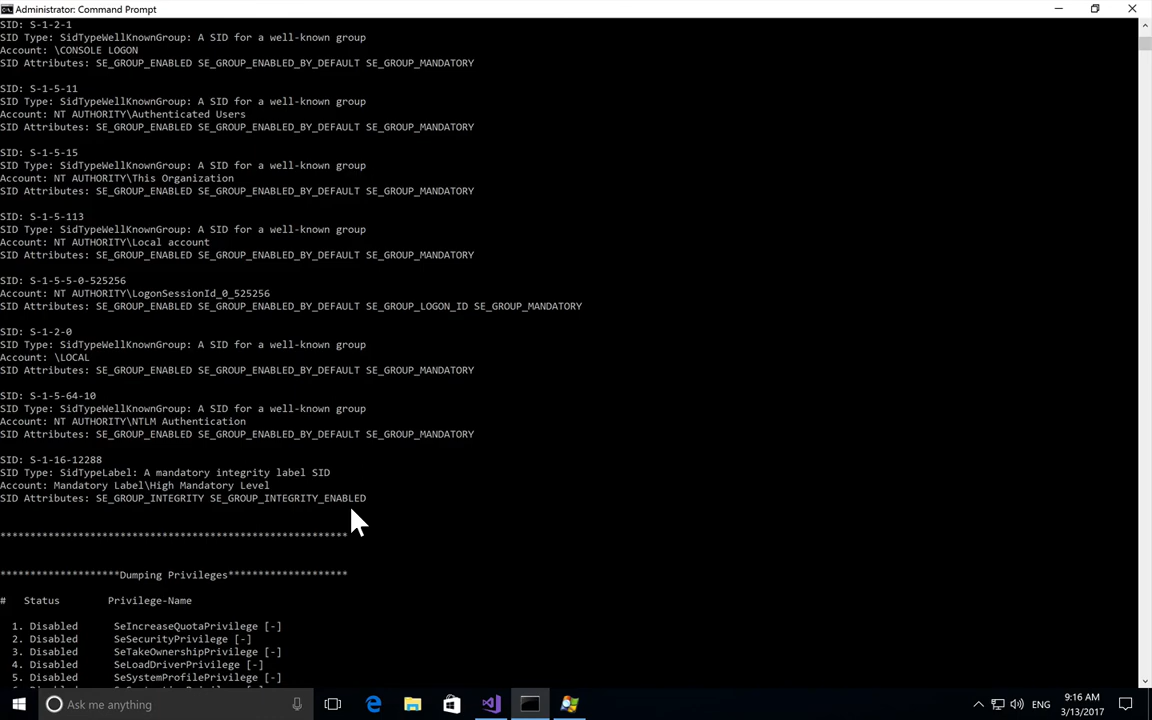 Administrator: Command Prompt
SID: S-1-2-1
SID Type: SidTypeWellKnownGroup: A SID for a well-known group
Account: \CONSOLE LOGON
SID Attributes: SE_GROUP_ENABLED SE_GROUP_ENABLED_BY_DEFAULT SE_GROUP_MANDATORY
SID: S-1-5-11
SID Type: SidTypeWellKnownGroup: A SID for a well-known group
Account: NT AUTHORITY\Authenticated Users
SID Attributes: SE_GROUP_ENABLED SE_GROUP_ENABLED_BY_DEFAULT SE_GROUP_MANDATORY
SID: S-1-5-15
SID Type: SidTypeWellKnownGroup: A SID for a well-known group
Account: NT AUTHORITY\This Organization
SID Attributes: SE_GROUP_ENABLED SE_GROUP_ENABLED_BY_DEFAULT SE_GROUP_MANDATORY
SID: S-1-5-113
SID Type: SidTypeWellKnownGroup: A SID for a well-known group
Account: NT AUTHORITY\Local account
SID Attributes: SE_GROUP_ENABLED SE_GROUP_ENABLED_BY_DEFAULT SE_GROUP_MANDATORY
SID: S-1-5-5-0-525256
Account: NT AUTHORITY\LogonSessionId_0_525256
SID Attributes: SE_GROUP_ENABLED SE_GROUP_ENABLED_BY_DEFAULT SE_GROUP_LOGON_ID SE_GROUP_MANDATORY
SID: S-1-2-0
SID Type: SidTypeWellKnownGroup: A SID for a well-known group
Account: \LOCAL
SID Attributes: SE_GROUP_ENABLED SE_GROUP_ENABLED_BY_DEFAULT SE_GROUP_MANDATORY
SID: S-1-5-64-10
SID Type: SidTypeWellKnownGroup: A SID for a well-known group
Account: NT AUTHORITY\NTLM Authentication
SID Attributes: SE_GROUP_ENABLED SE_GROUP_ENABLED_BY_DEFAULT SE_GROUP_MANDATORY
SID: S-1-16-12288
SID Type: SidTypeLabel: A mandatory integrity label SID
Account: Mandatory Label\High Mandatory Level
SID Attributes: SE_GROUP_INTEGRITY SE_GROUP_INTEGRITY_ENABLED
**********************************************************
********************Dumping Privileges********************
# Status Privilege-Name
1. Disabled SeIncreaseQuotaPrivilege [-]
2. Disabled SeSecurityPrivilege [-]
3. Disabled SeTakeOwnershipPrivilege [-]
4. Disabled SeLoadDriverPrivilege [-]
5. Disabled SeSystemProfilePrivilege [-]
Ask me anything
ENG
9:16 AM
3/13/2017